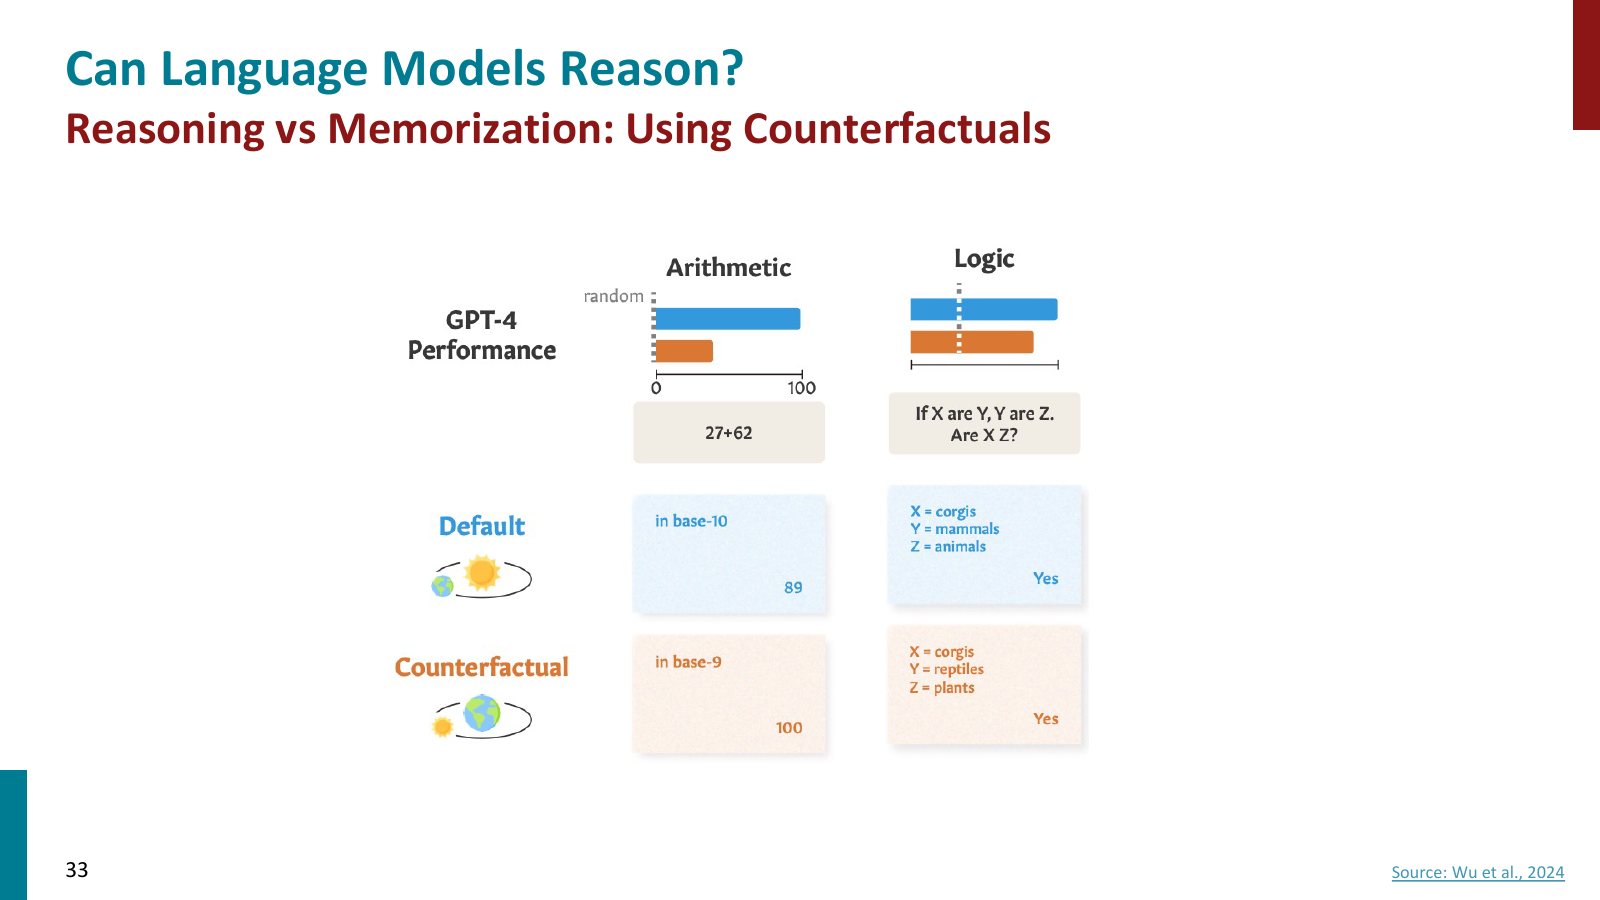 Can Language Models Reason?
Reasoning vs Memorization: Using Counterfactuals
Arithmetic
Logic
random
GPT-4
Performance
0
100
27+62
If X are Y, Y are Z.
Are X Z?
Default
in base-10
89
X = corgis
Y = mammals
Z = animals
Yes
Counterfactual
in base-9
100
X = corgis
Y = reptiles
Z = plants
Yes
33
Source: Wu et al., 2024